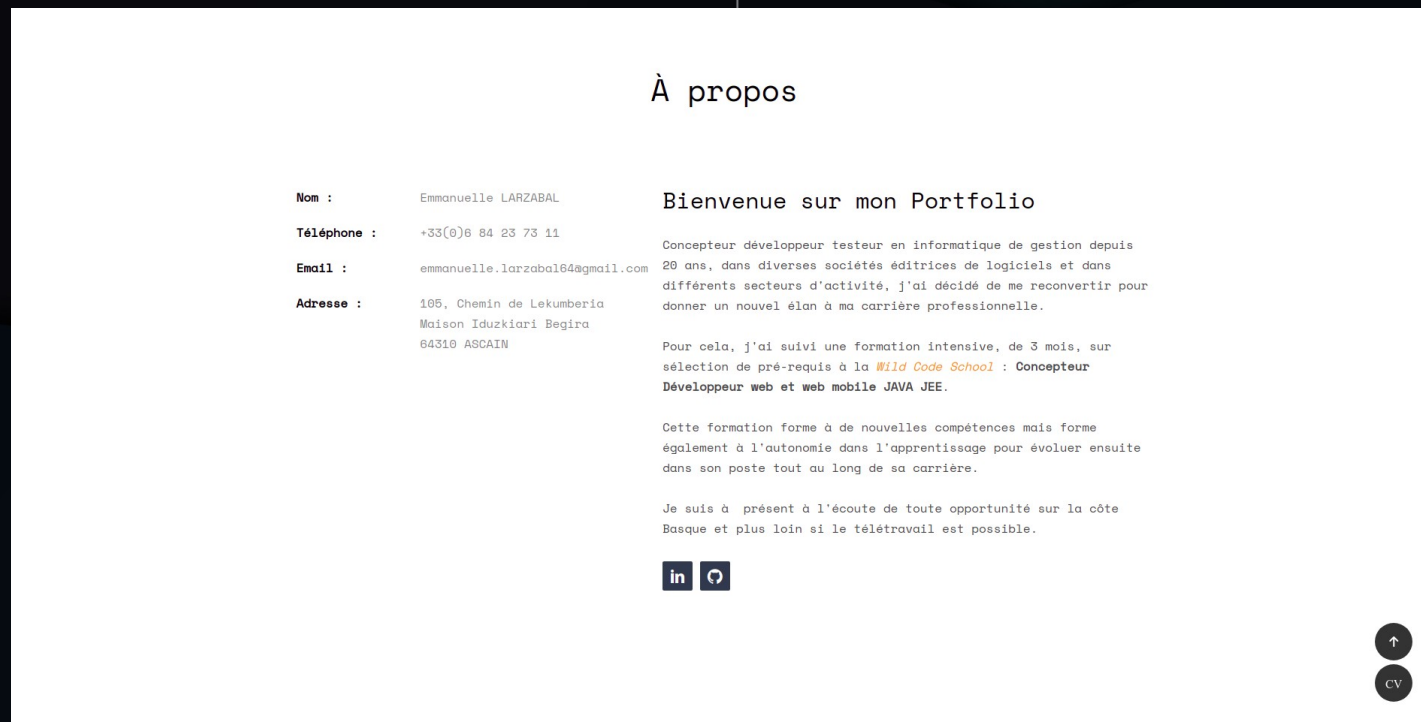 À propos
Nom :
Emmanuelle LARZABAL
Téléphone :
+33(0)6 84 23 73 11
Email :
emmanuelle.larzabal64@gmail.com
Adresse :
105, Chemin de Lekumberia
Maison Iduzkiari Begira
64310 ASCAIN
Bienvenue sur mon Portfolio
Concepteur développeur testeur en informatique de gestion depuis
20 ans, dans diverses sociétés éditrices de logiciels et dans
différents secteurs d'activité, j'ai décidé de me reconvertir pour
donner un nouvel élan à ma carrière professionnelle.
Pour cela, j'ai suivi une formation intensive, de 3 mois, sur
sélection de pré-requis à la Wild Code School : Concepteur
Développeur web et web mobile JAVA JEE.
Cette formation forme à de nouvelles compétences mais forme
également à l'autonomie dans l'apprentissage pour évoluer ensuite
dans son poste tout au long de sa carrière.
Je suis à  présent à l'écoute de toute opportunité sur la côte
Basque et plus loin si le télétravail est possible.
in
CV